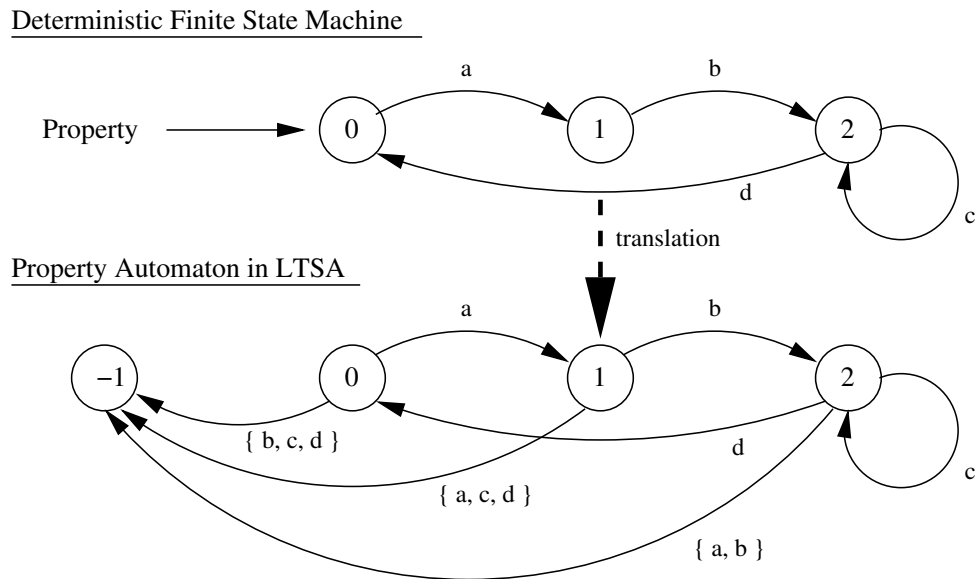 Deterministic Finite State Machine
a
b
Property
0
1
2
d
c
translation
Property Automaton in LTSA
a
b
−1
0
1
2
{ b, c, d }
d
c
{ a, c, d }
{ a, b }